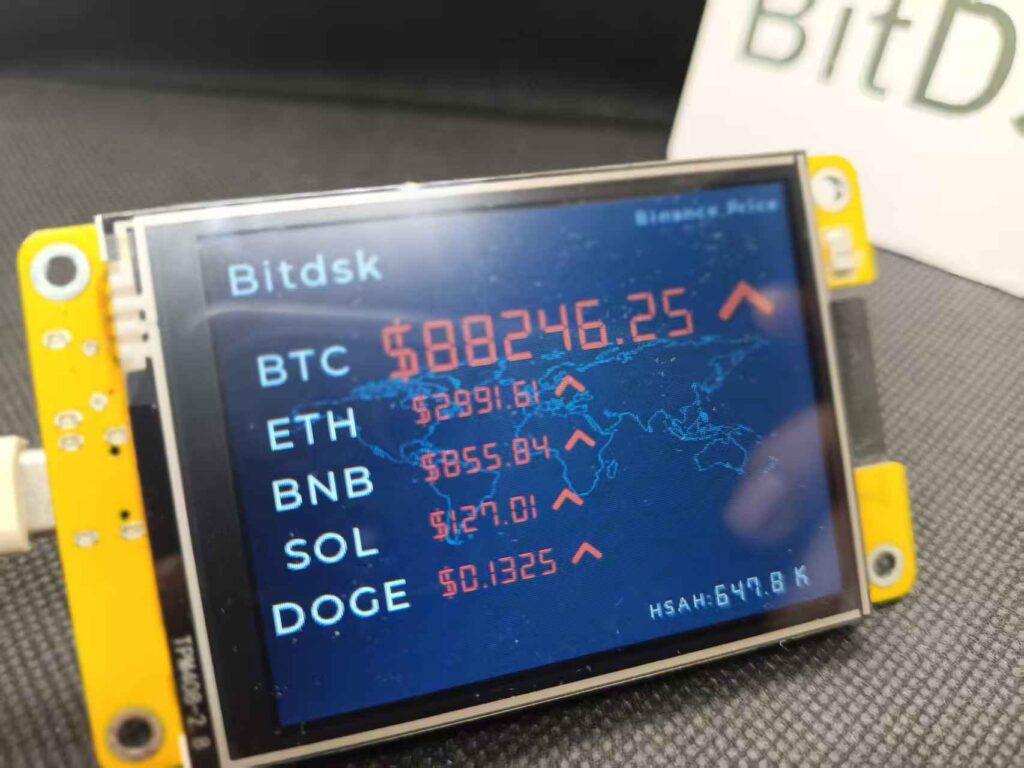 BitD
Binance Price
Bitdsk
BTC $88246.25
ETH $2991.61
BNB $855.84
SOL $127.01
DOGE $0.1325
HSAH:647.8 K